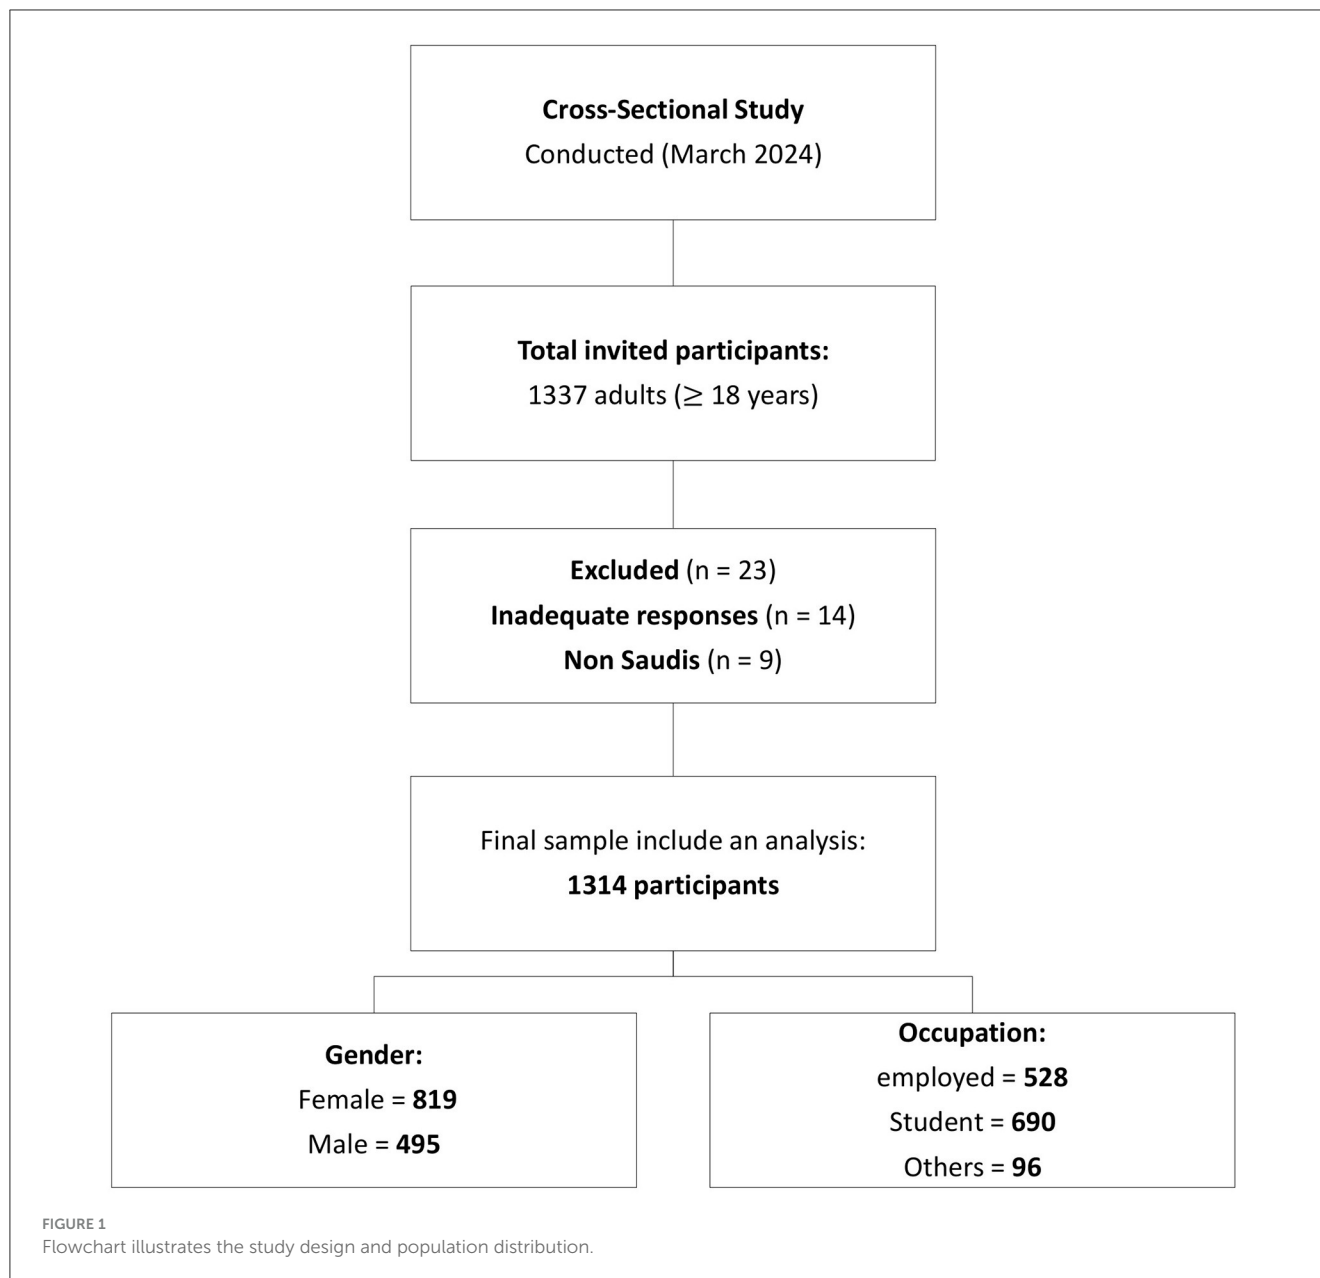 Cross-Sectional Study
Conducted (March 2024)
Total invited participants:
1337 adults (≥ 18 years)
Excluded (n = 23)
Inadequate responses (n = 14)
Non Saudis (n = 9)
Final sample include an analysis:
1314 participants
Gender:
Female = 819
Male = 495
Occupation:
employed = 528
Student = 690
Others = 96
FIGURE 1
Flowchart illustrates the study design and population distribution.